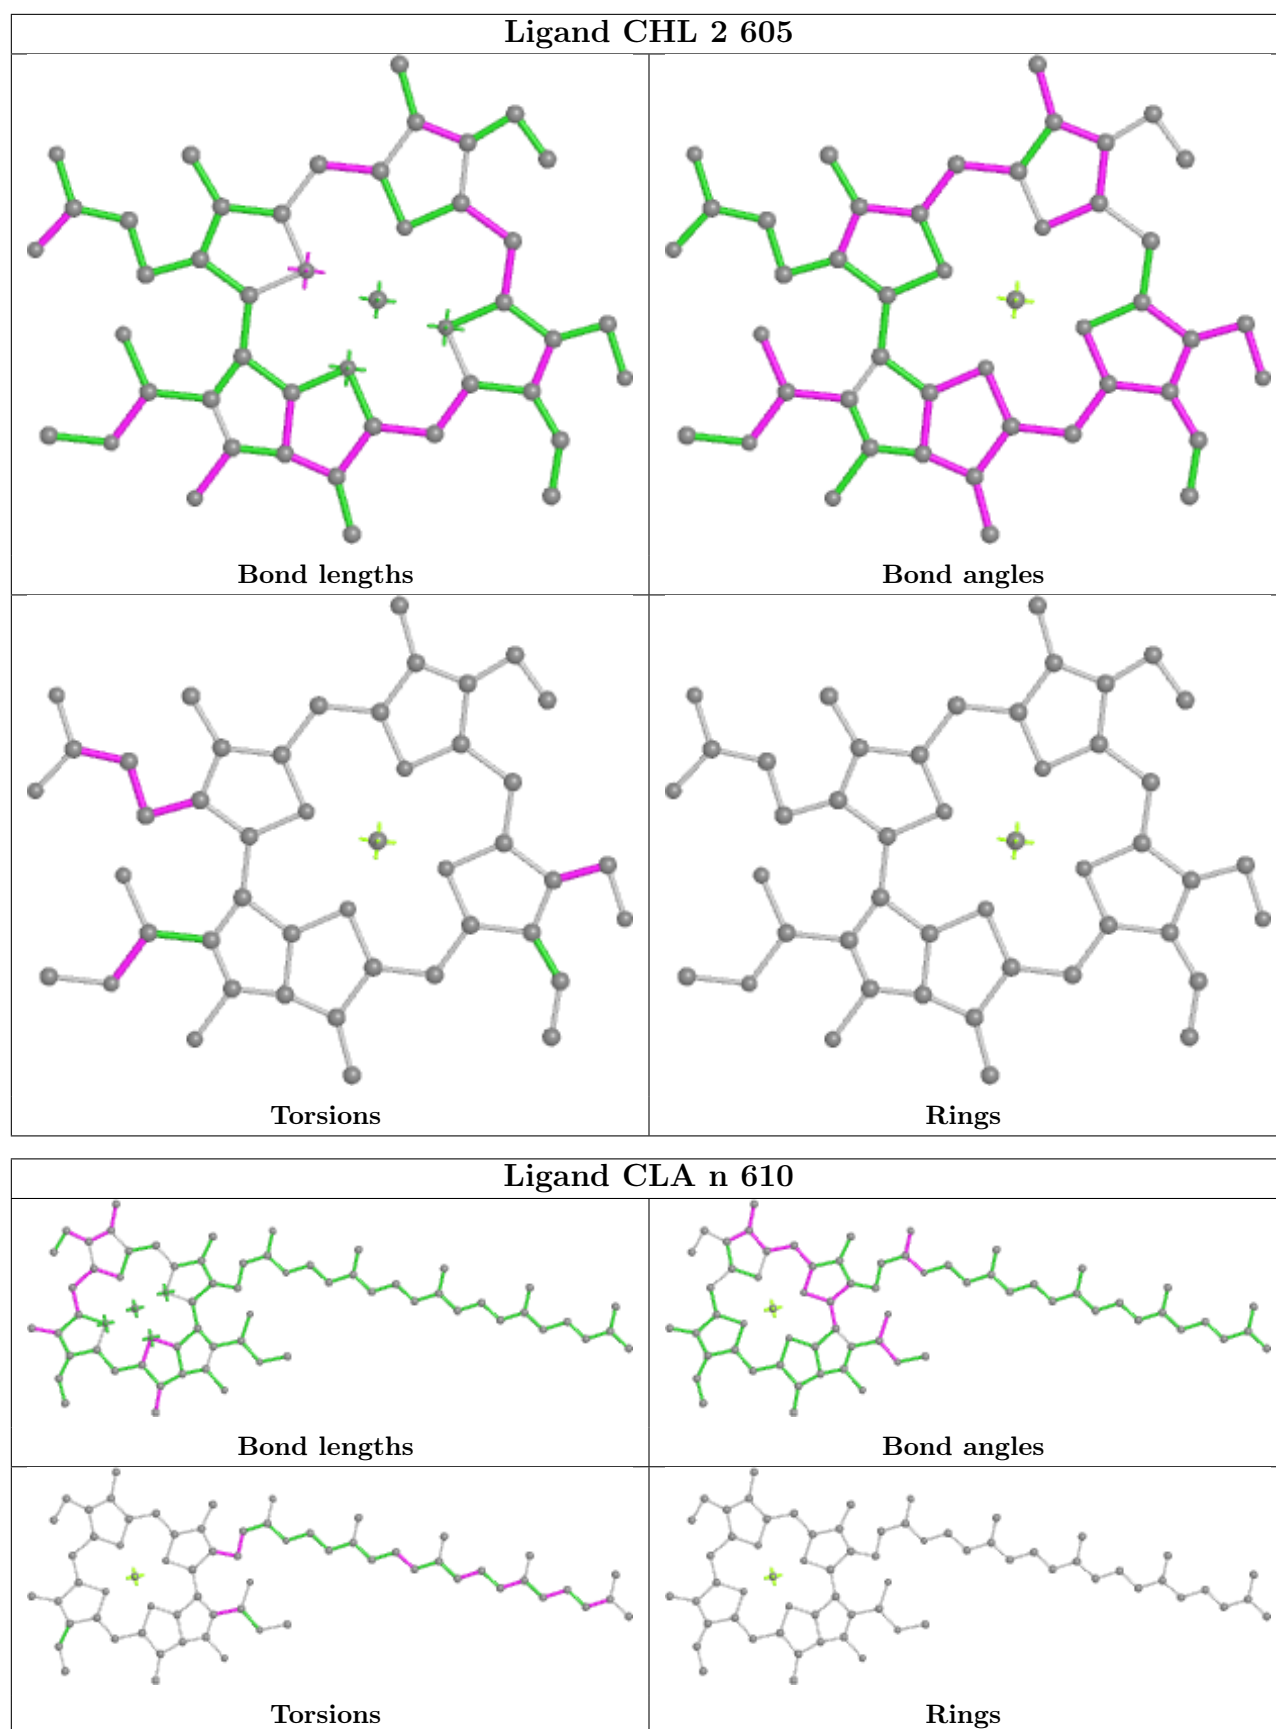 Ligand CHL 2 605
Bond lengths
Bond angles
Torsions
Rings
Ligand CLA n 610
Bond lengths
Bond angles
Torsions
Rings